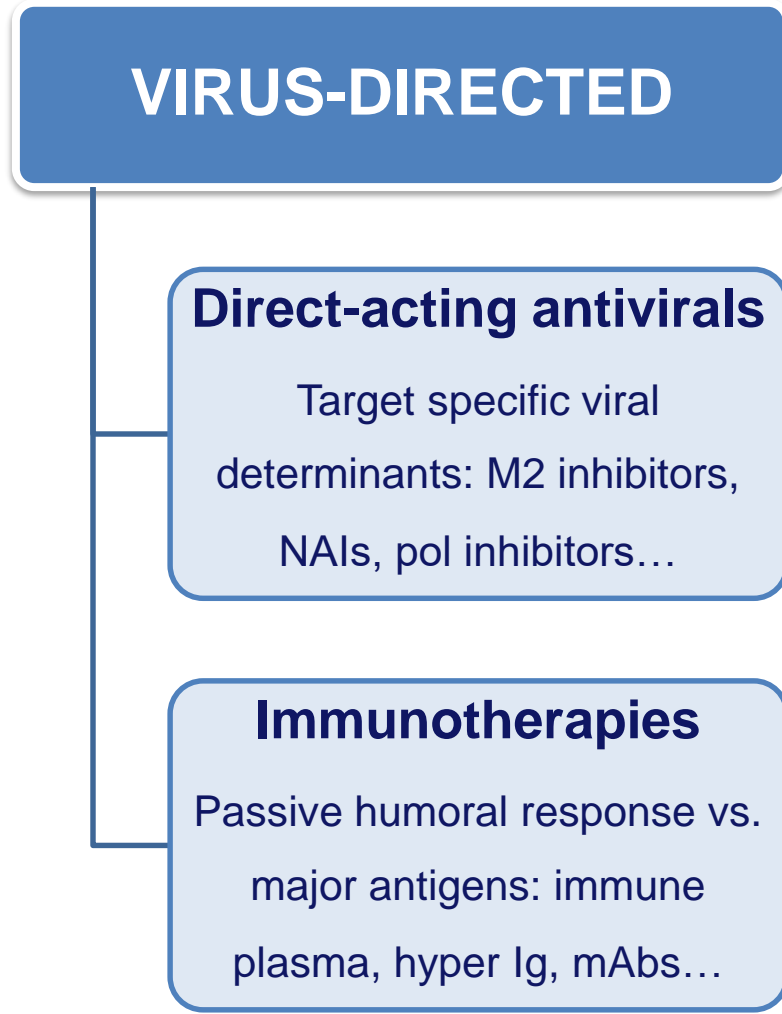 VIRUS-DIRECTED
Direct-acting antivirals
Target specific viral
determinants: M2 inhibitors,
NAIs, pol inhibitors…
Immunotherapies
Passive humoral response vs.
major antigens: immune
plasma, hyper Ig, mAbs…